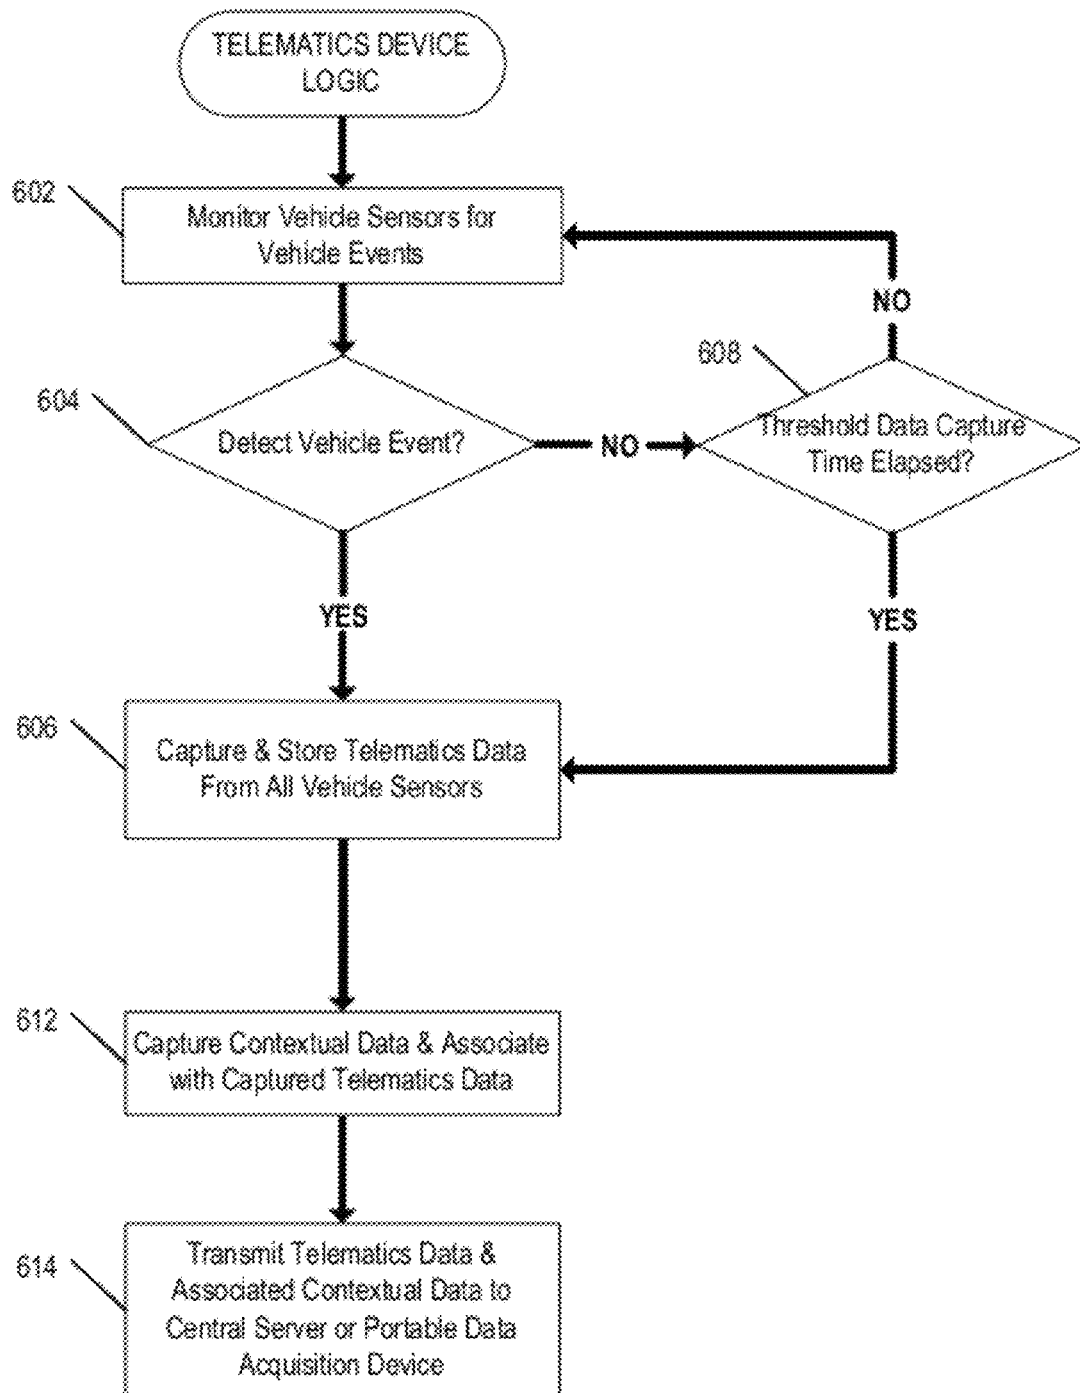 TELEMATICS DEVICE
LOGIC
602
Monitor Vehicle Sensors for
Vehicle Events
NO
608
604
Detect Vehicle Event?
NO
Threshold Data Capture
Time Elapsed?
YES
YES
606
Capture & Store Telematics Data
From All Vehicle Sensors
612
Capture Contextual Data & Associate
with Captured Telematics Data
614
Transmit Telematics Data &
Associated Contextual Data to
Central Server or Portable Data
Acquisition Device